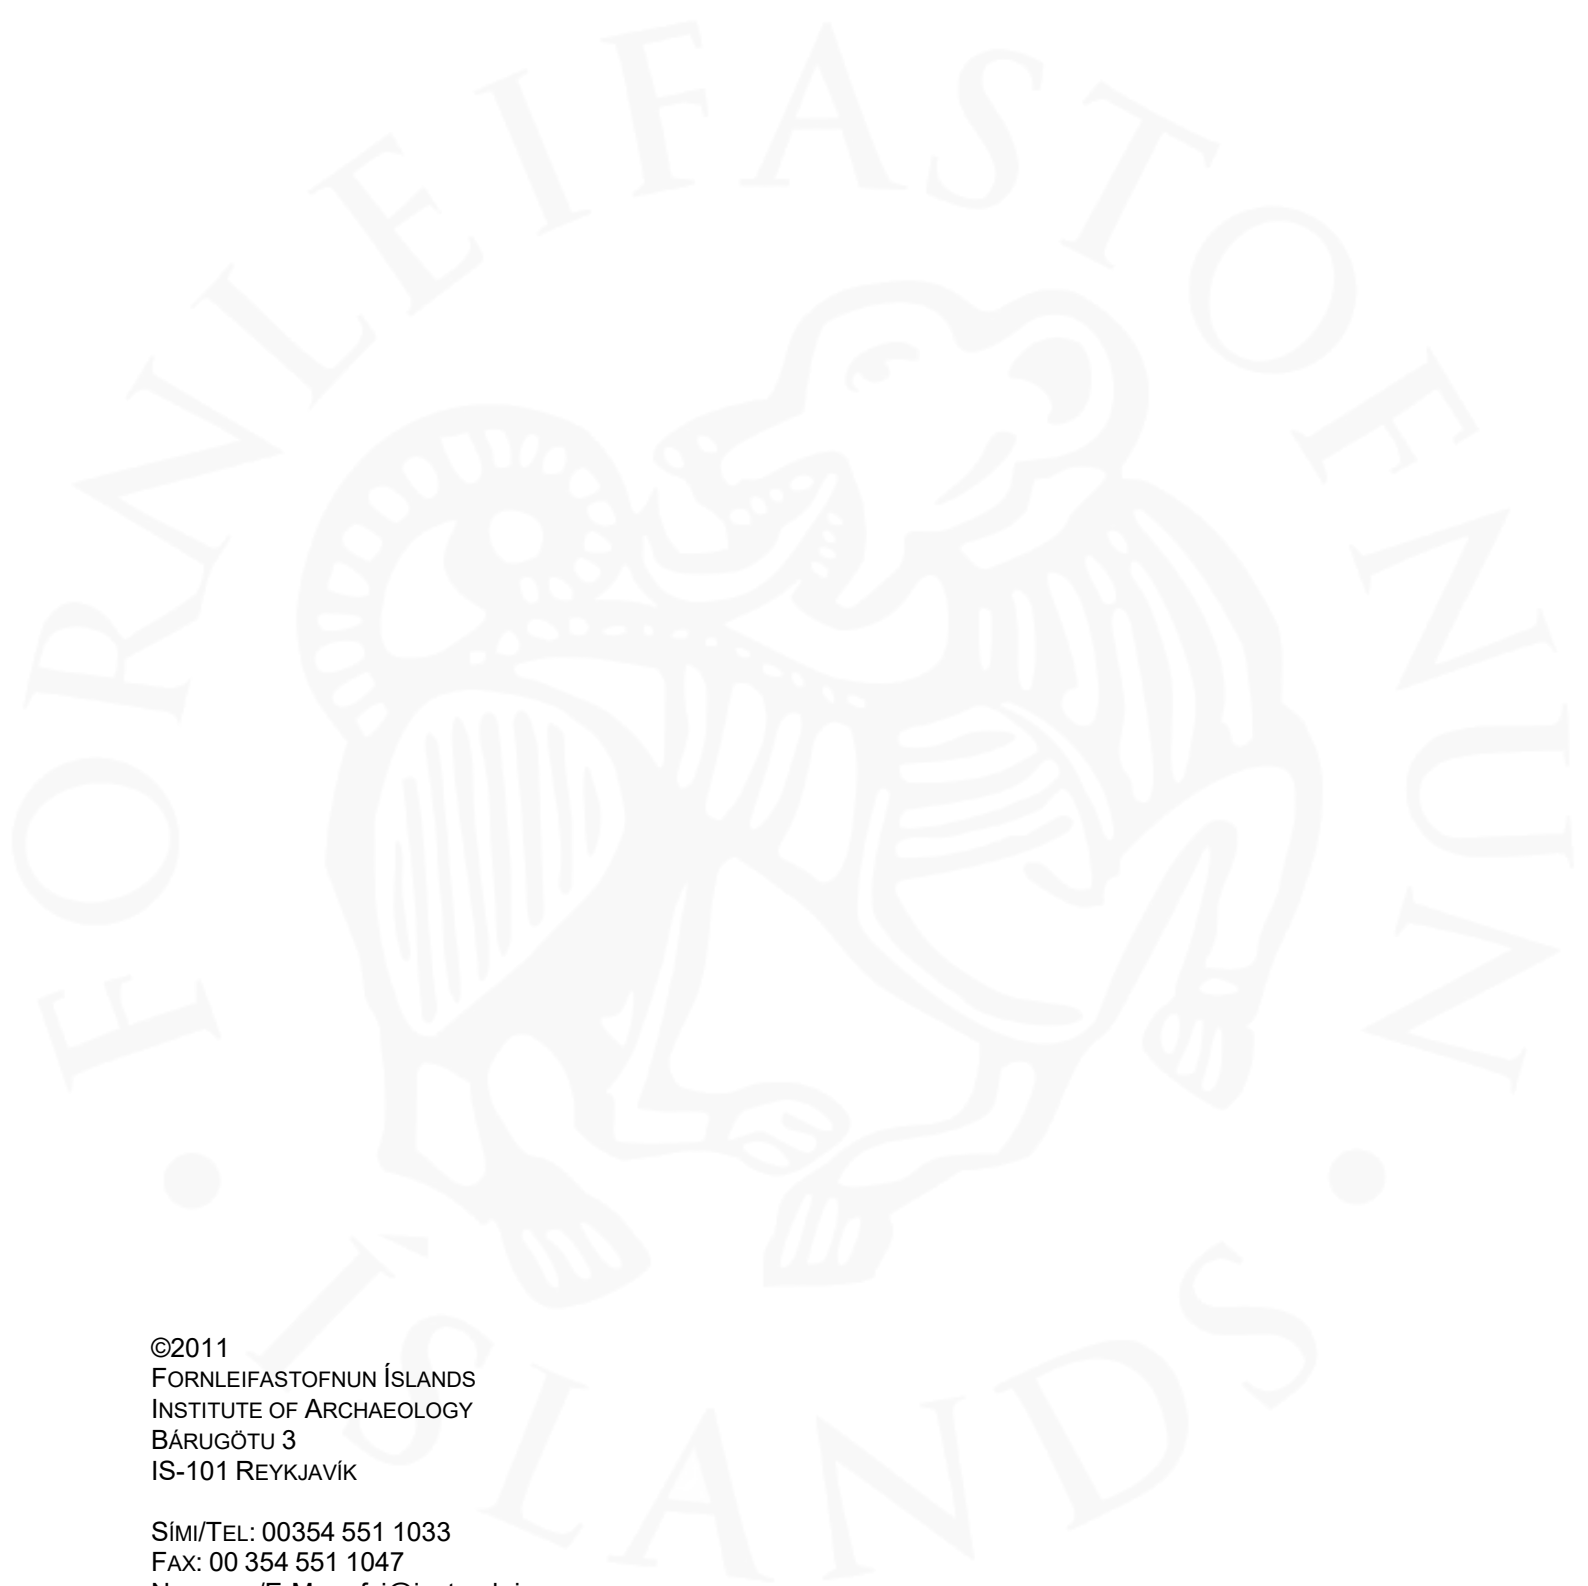 FORNLEIFASTOFNUN
ÍSLANDS
©2011
FORNLEIFASTOFNUN ÍSLANDS
INSTITUTE OF ARCHAEOLOGY
BÁRUGÖTU 3
IS-101 REYKJAVÍK
SÍMI/TEL: 00354 551 1033
FAX: 00 354 551 1047